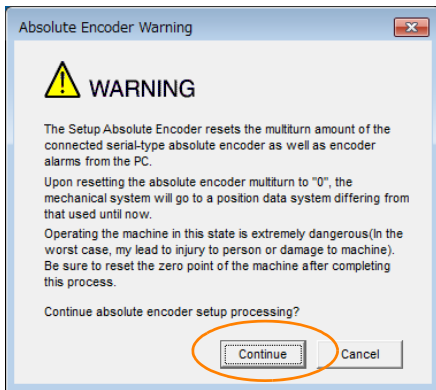 Absolute Encoder Warning
WARNING
The Setup Absolute Encoder resets the multiturn amount of the
connected serial-type absolute encoder as well as encoder
alarms from the PC.
Upon resetting the absolute encoder multiturn to "0", the
mechanical system will go to a position data system differing from
that used until now.
Operating the machine in this state is extremely dangerous(In the
worst case, my lead to injury to person or damage to machine).
Be sure to reset the zero point of the machine after completing
this process.
Continue absolute encoder setup processing?
Continue Cancel